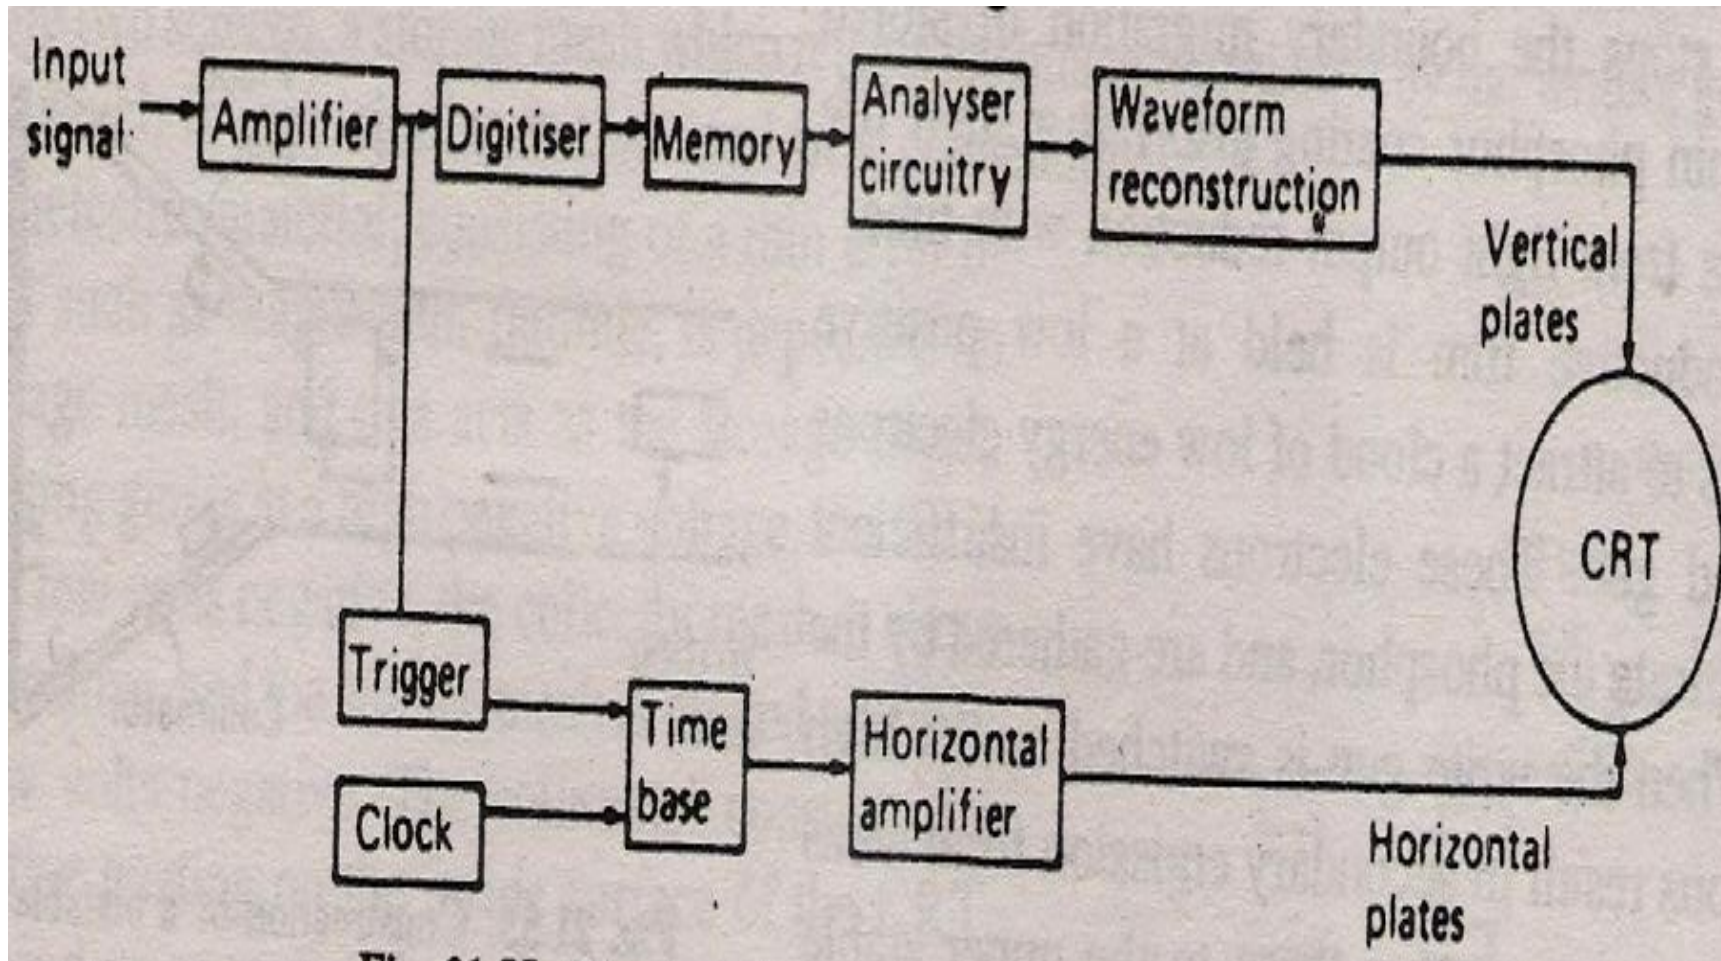 Input
signal
Amplifier
Digitiser
Memory
Analyser
circuitry
Waveform
reconstruction
Vertical
plates
CRT
Trigger
Time
base
Clock
Horizontal
amplifier
Horizontal
plates